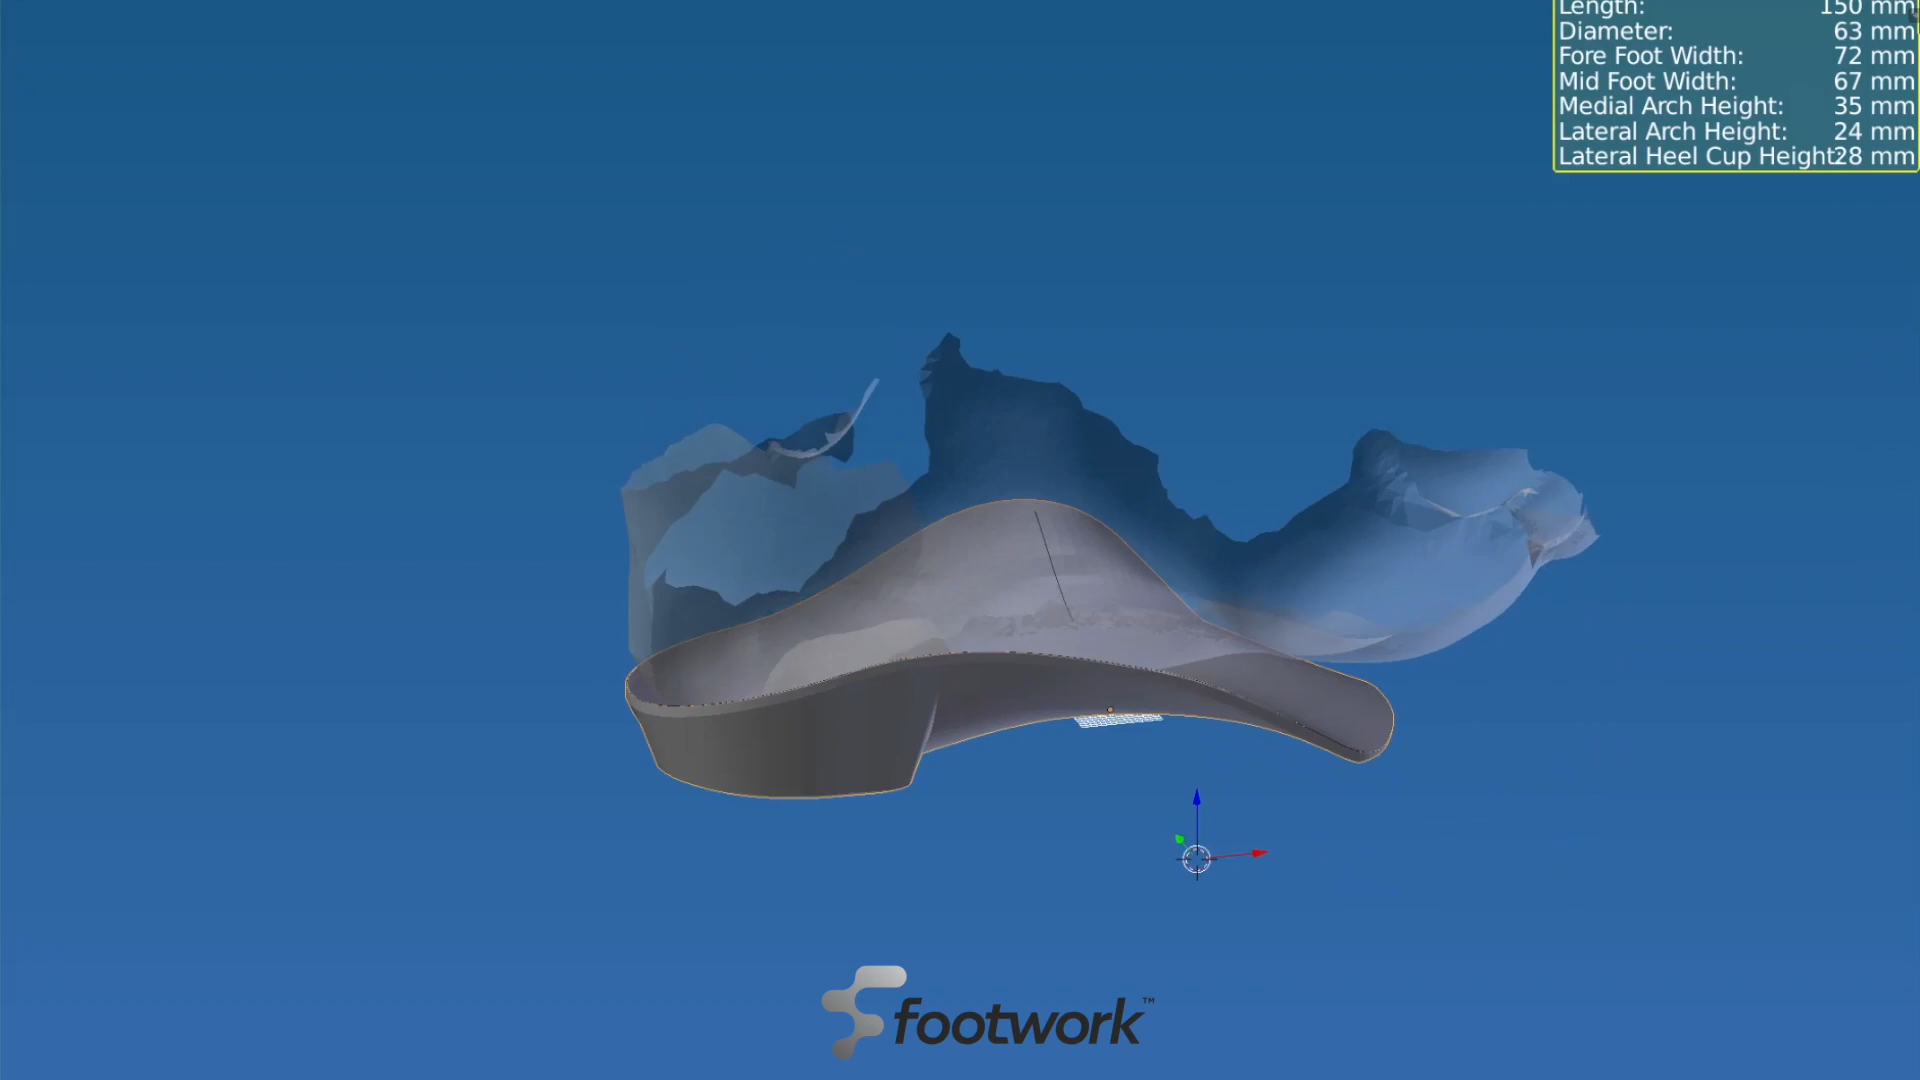 Length: 150 mm
Diameter: 63 mm
Fore Foot Width: 72 mm
Mid Foot Width: 67 mm
Medial Arch Height: 35 mm
Lateral Arch Height: 24 mm
Lateral Heel Cup Height: 28 mm
footwork™